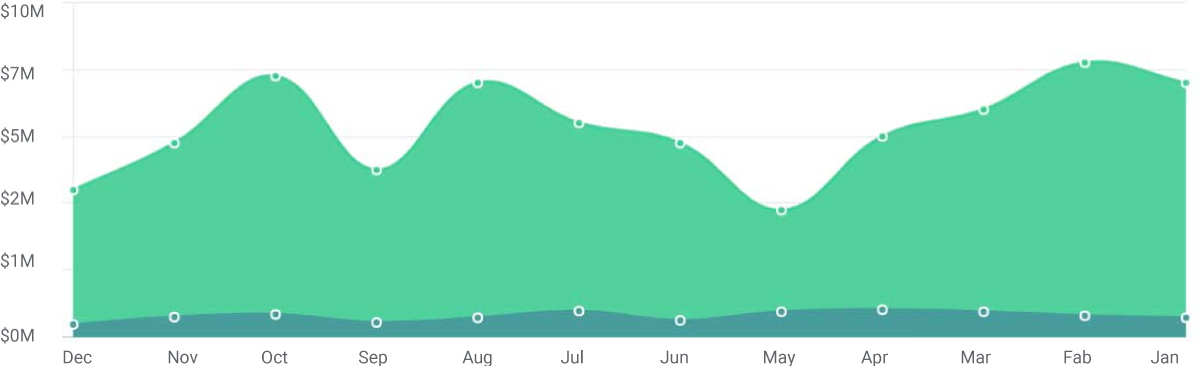 $10M
$7M
$5M
$2M
$1M
$0M
Dec Nov Oct Sep Aug Jul Jun May Apr Mar Fab Jan